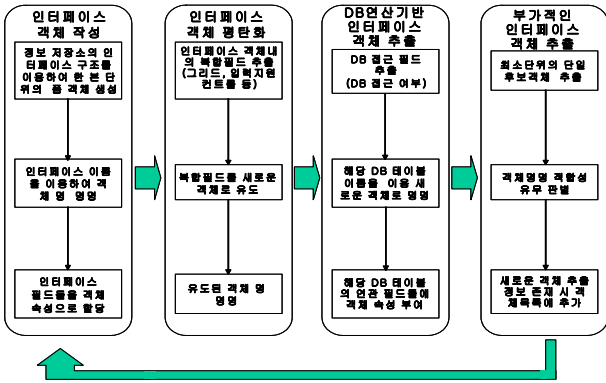 인터페이스
객체 작성
정보 저장소의 인
터페이스 구조를
이용하여 한 본 단
위의 폼 객체 생성
인터페이스 이름
을 이용하여 객
체 명 명명
인터페이스
필드들을 객체
속성으로 할당
인터페이스
객체 평탄화
인터페이스 객체내
의 복합필드 추출
(그리드, 입력지원
컨트롤 등)
복합필드를 새로운
객체로 유도
유도된 객체 명
명명
DB연산기반
인터페이스
객체 추출
DB 접근 필드
추출
(DB 접근 여부)
해당 DB 테이블
이름을 이용 새
로운 객체로 명명
해당 DB 테이블
의 연관 필드들에
객체 속성 부여
부가적인
인터페이스
객체 추출
최소단위의 단일
후보객체 추출
객체명명 적합성
유무 판별
새로운 객체 추출
정보 존재 시 객
체목록에 추가